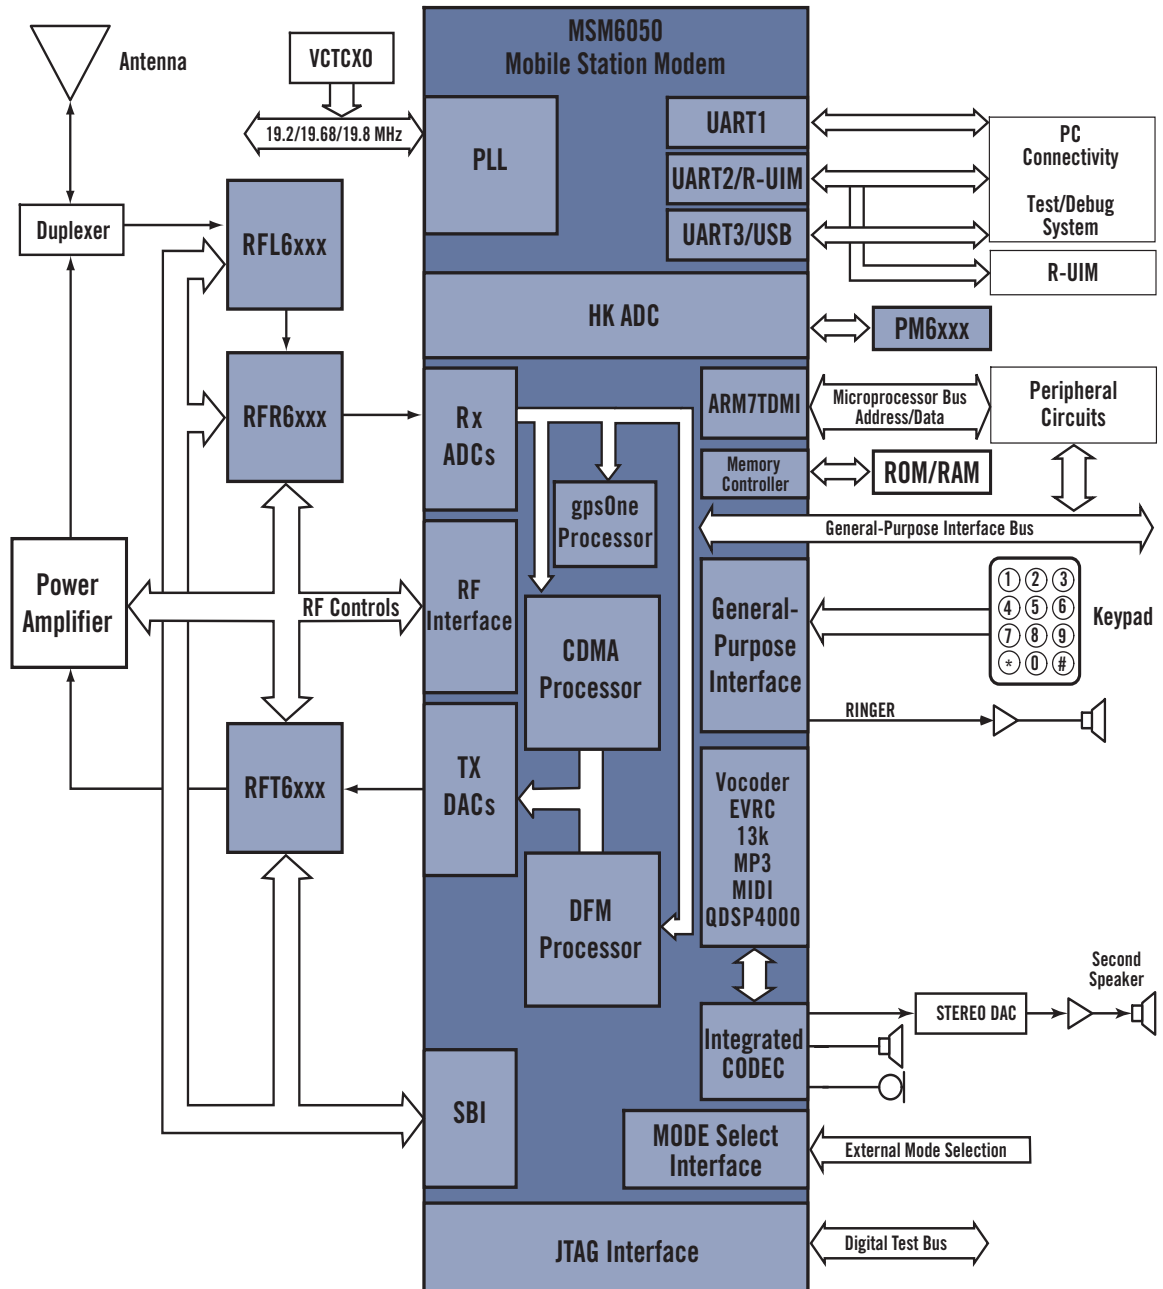 MSM6050
Mobile Station Modem
Antenna
VCTCXO
19.2/19.68/19.8 MHz
PLL
UART1
UART2/R-UIM
UART3/USB
PC
Connectivity
Test/Debug
System
R-UIM
Duplexer
RFL6xxx
HK ADC
PM6xxx
RFR6xxx
Rx
ADCs
ARM7TDMI
Microprocessor Bus
Address/Data
Peripheral
Circuits
Memory
Controller
ROM/RAM
gpsOne
Processor
General-Purpose Interface Bus
Power
Amplifier
RF Controls
RF
Interface
CDMA
Processor
General-
Purpose
Interface
1 2 3
4 5 6
7 8 9
* 0 #
Keypad
RINGER
RFT6xxx
TX
DACs
Vocoder
EVRC
13k
MP3
MIDI
QDSP4000
DFM
Processor
Second
Speaker
STEREO DAC
Integrated
CODEC
SBI
MODE Select
Interface
External Mode Selection
JTAG Interface
Digital Test Bus